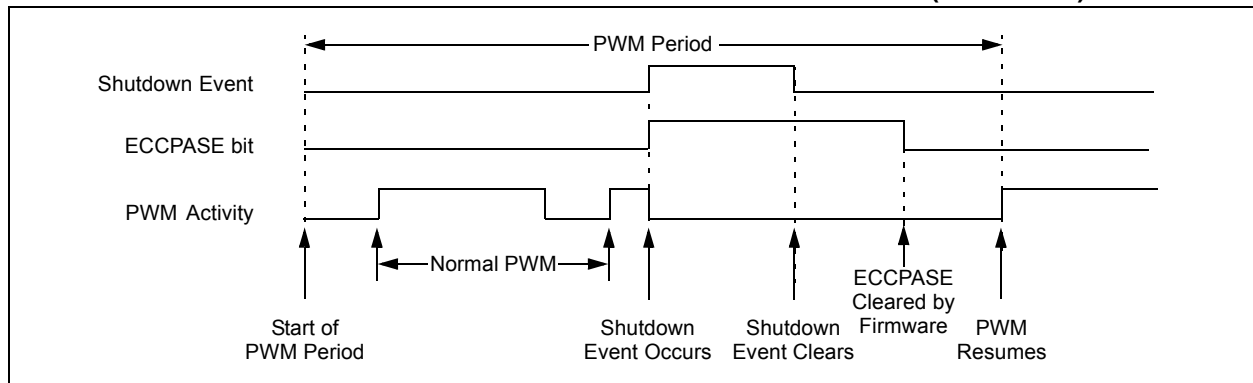 PWM Period
Shutdown Event
ECCPASE bit
PWM Activity
Normal PWM
Start of
PWM Period
Shutdown
Event Occurs
Shutdown
Event Clears
ECCPASE
Cleared by
Firmware
PWM
Resumes